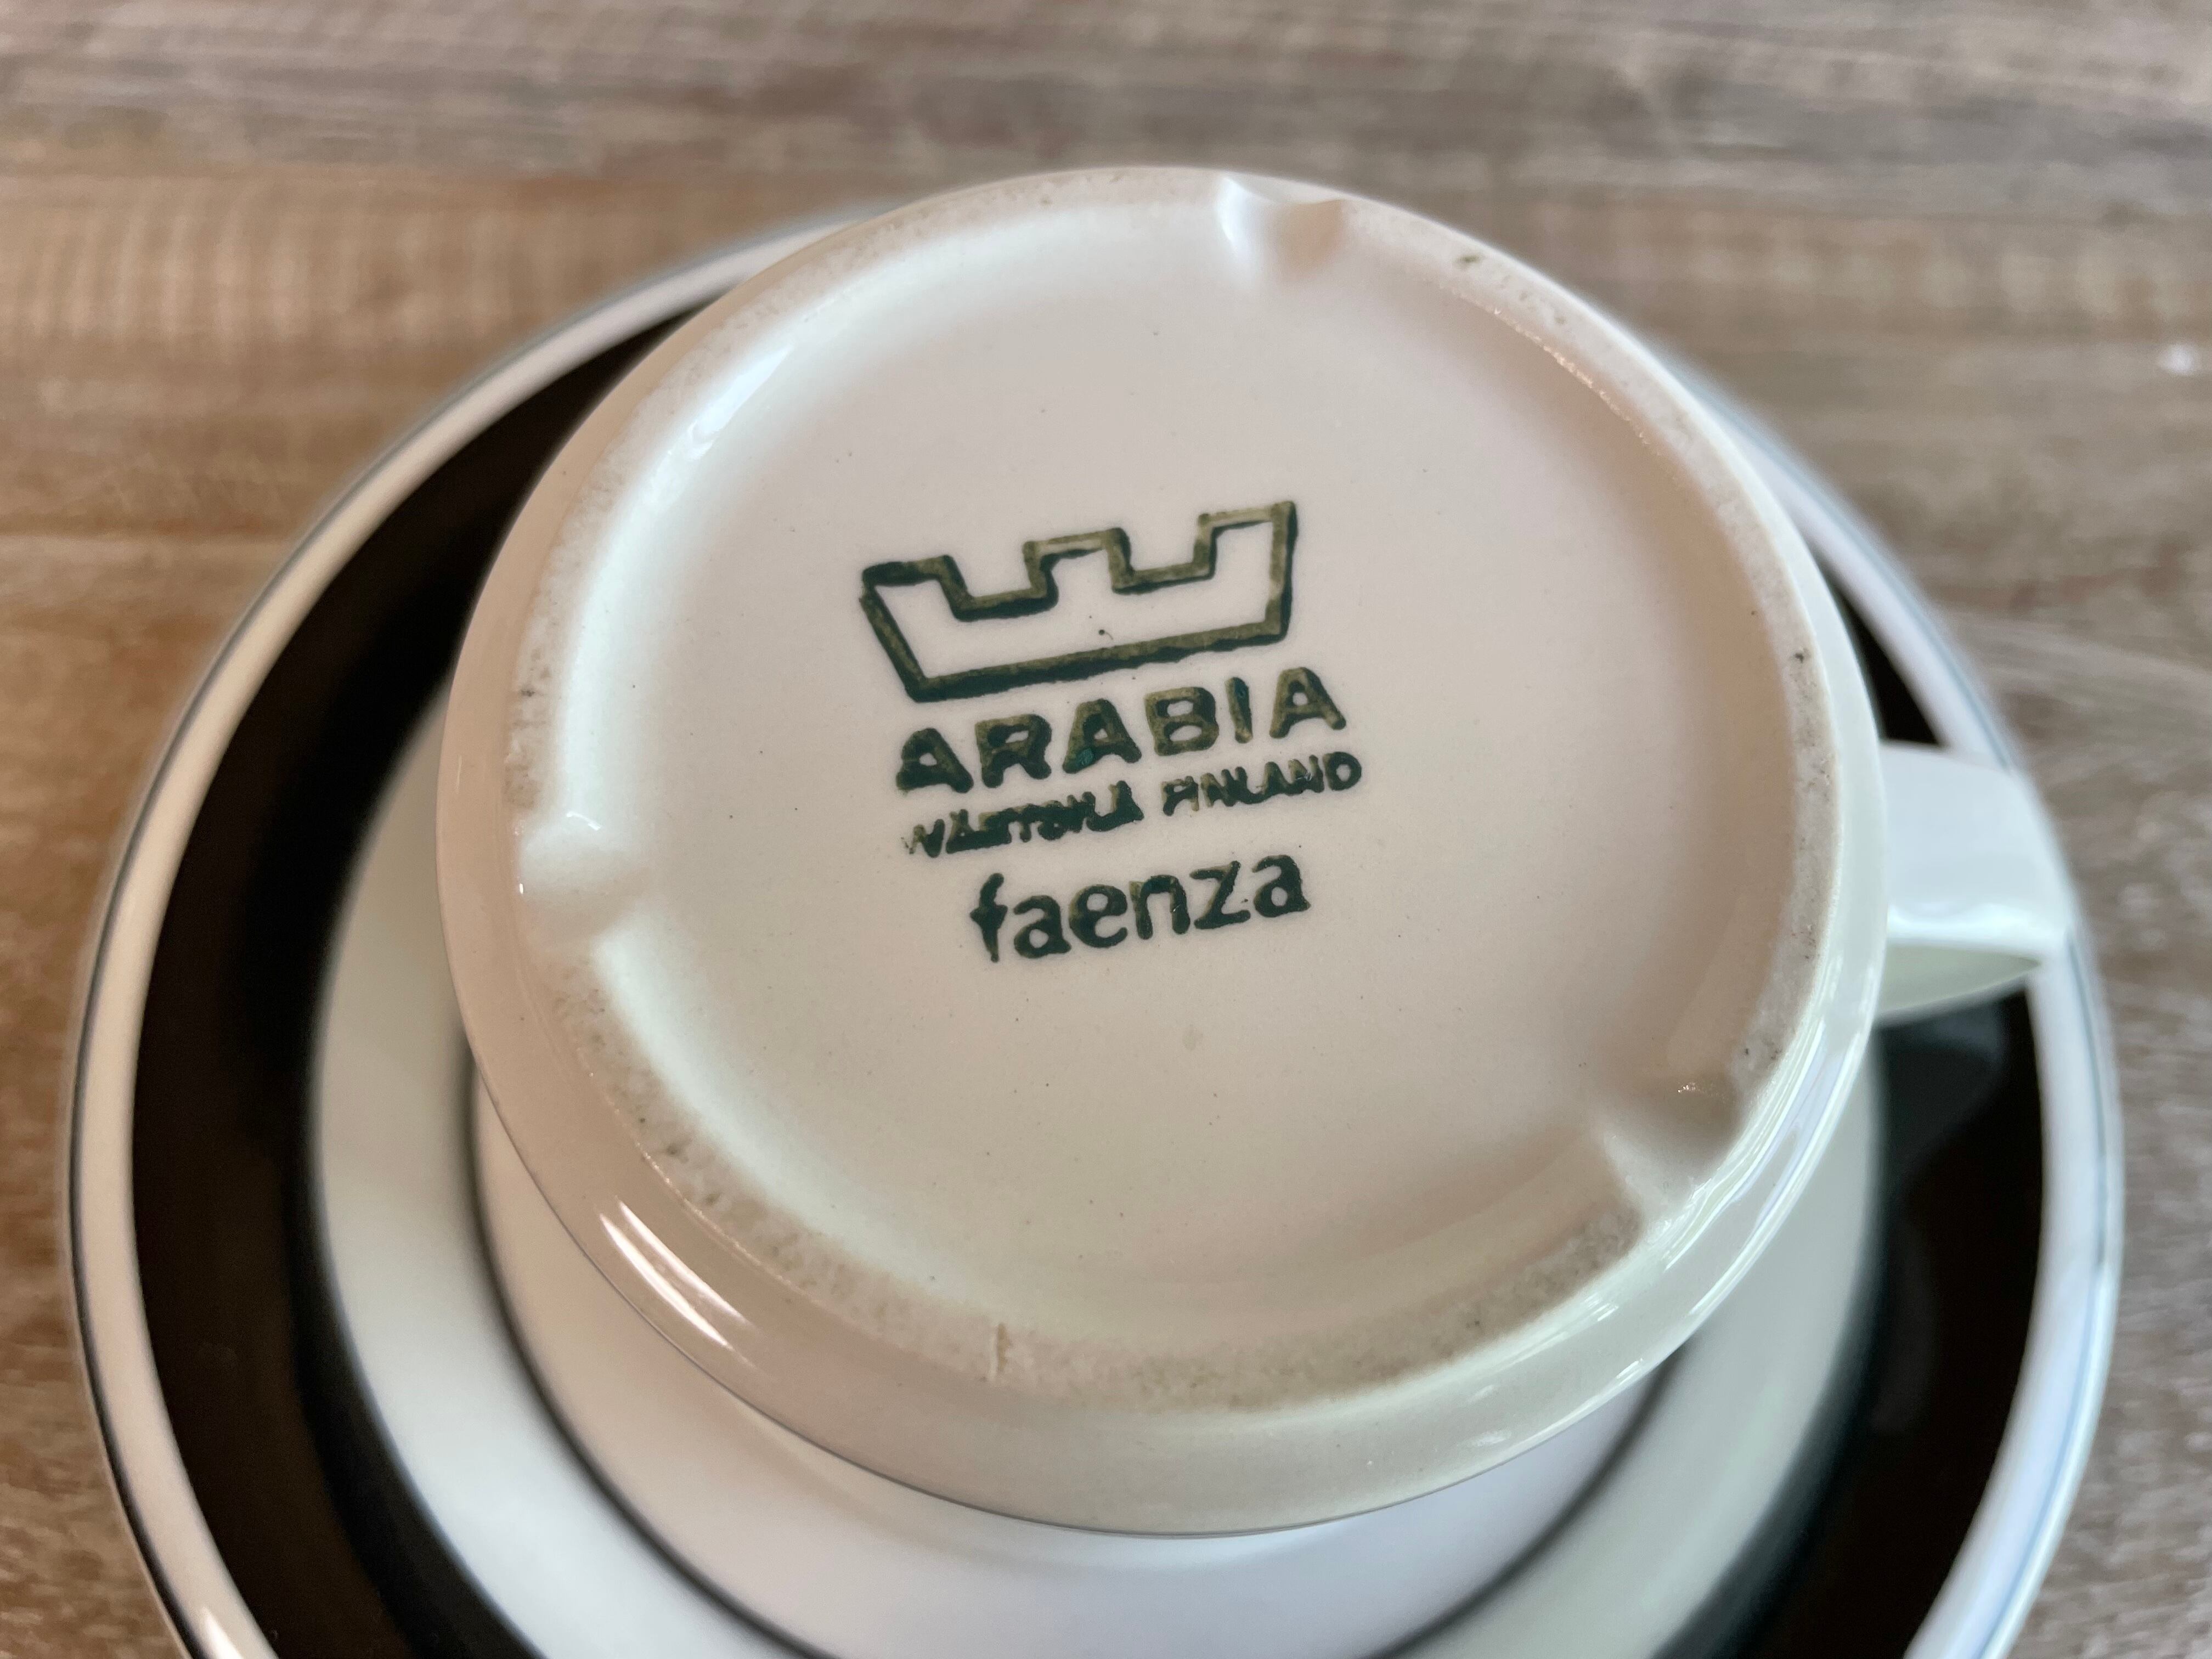 ARABIA
WÄRTSILÄ FINLAND
faenza